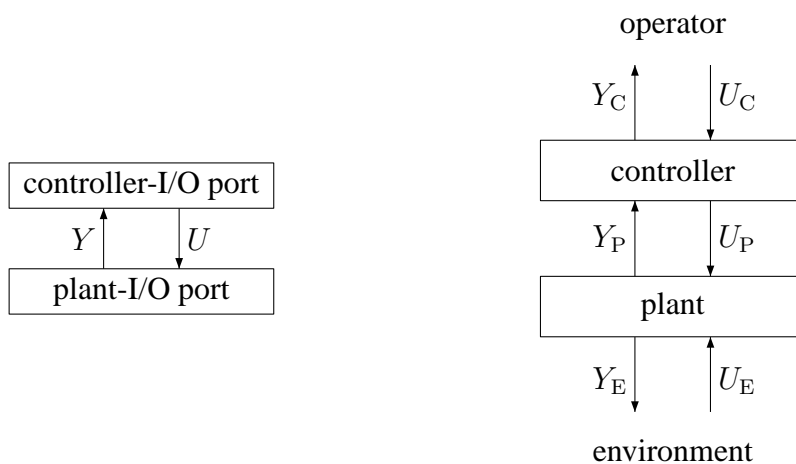 controller-I/O port
Y U
plant-I/O port
operator
Y_C U_C
controller
Y_P U_P
plant
Y_E U_E
environment